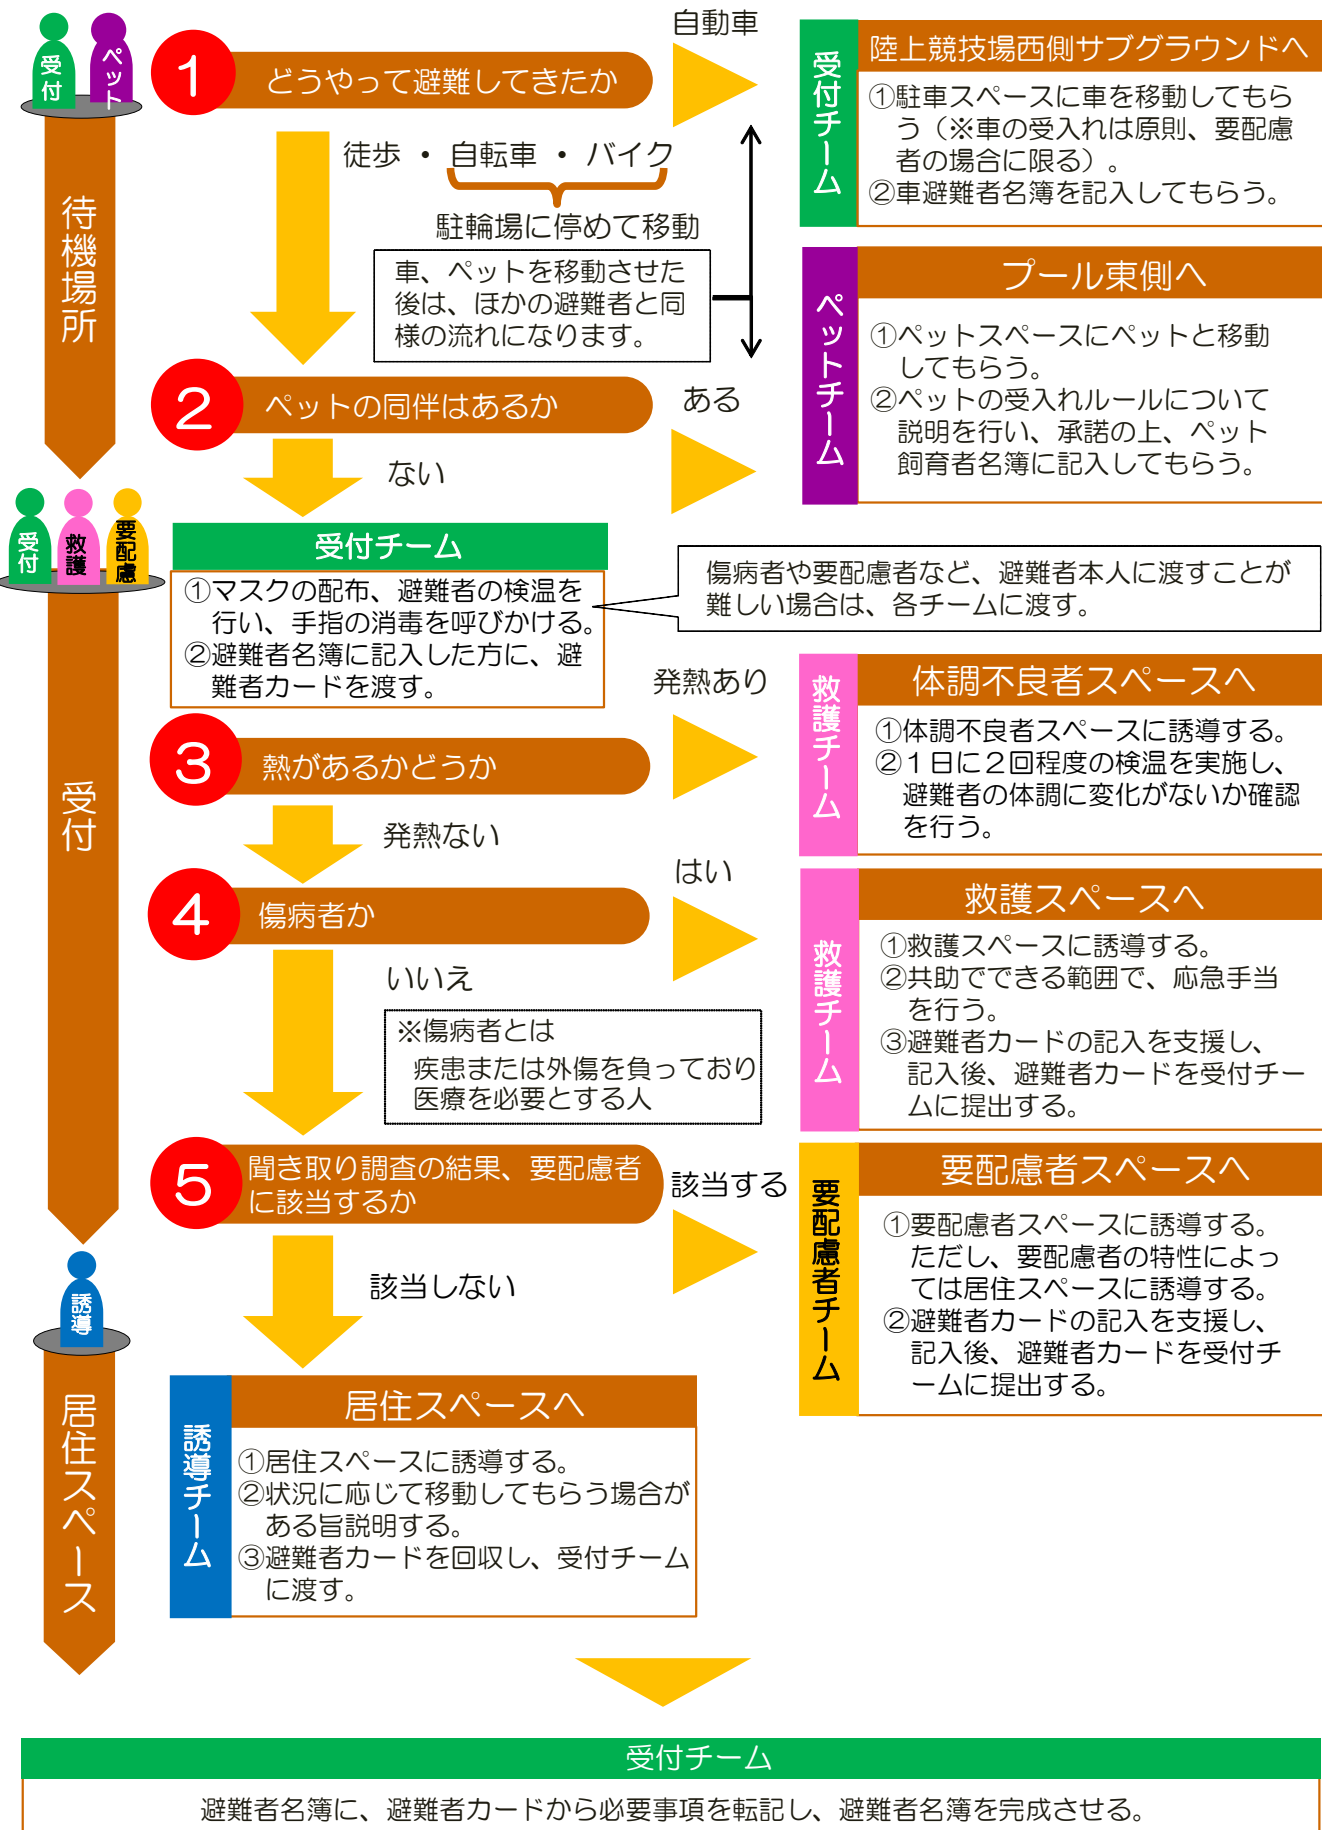 受付
ペット
1
どうやって避難してきたか
自動車
受付チーム
陸上競技場西側サブグラウンドへ
①駐車スペースに車を移動してもら
う（※車の受入れは原則、要配慮
者の場合に限る）。
②車避難者名簿を記入してもらう。
徒歩 ・ 自転車 ・ バイク
駐輪場に停めて移動
車、ペットを移動させた
後は、ほかの避難者と同
様の流れになります。
待機場所
ペットチーム
プール東側へ
①ペットスペースにペットと移動
してもらう。
②ペットの受入れルールについて
説明を行い、承諾の上、ペット
飼育者名簿に記入してもらう。
2
ペットの同伴はあるか
ある
ない
受付
救護
要配慮
受付チーム
①マスクの配布、避難者の検温を
行い、手指の消毒を呼びかける。
②避難者名簿に記入した方に、避
難者カードを渡す。
傷病者や要配慮者など、避難者本人に渡すことが
難しい場合は、各チームに渡す。
受付
3
熱があるかどうか
発熱あり
救護チーム
体調不良者スペースへ
①体調不良者スペースに誘導する。
②１日に２回程度の検温を実施し、
避難者の体調に変化がないか確認
を行う。
発熱ない
4
傷病者か
はい
救護チーム
救護スペースへ
①救護スペースに誘導する。
②共助でできる範囲で、応急手当
を行う。
③避難者カードの記入を支援し、
記入後、避難者カードを受付チー
ムに提出する。
いいえ
※傷病者とは
疾患または外傷を負っており
医療を必要とする人
5
聞き取り調査の結果、要配慮者
に該当するか
該当する
要配慮者チーム
要配慮者スペースへ
①要配慮者スペースに誘導する。
ただし、要配慮者の特性によっ
ては居住スペースに誘導する。
②避難者カードの記入を支援し、
記入後、避難者カードを受付チ
ームに提出する。
該当しない
誘導
居住スペース
誘導チーム
居住スペースへ
①居住スペースに誘導する。
②状況に応じて移動してもらう場合が
ある旨説明する。
③避難者カードを回収し、受付チーム
に渡す。
受付チーム
避難者名簿に、避難者カードから必要事項を転記し、避難者名簿を完成させる。